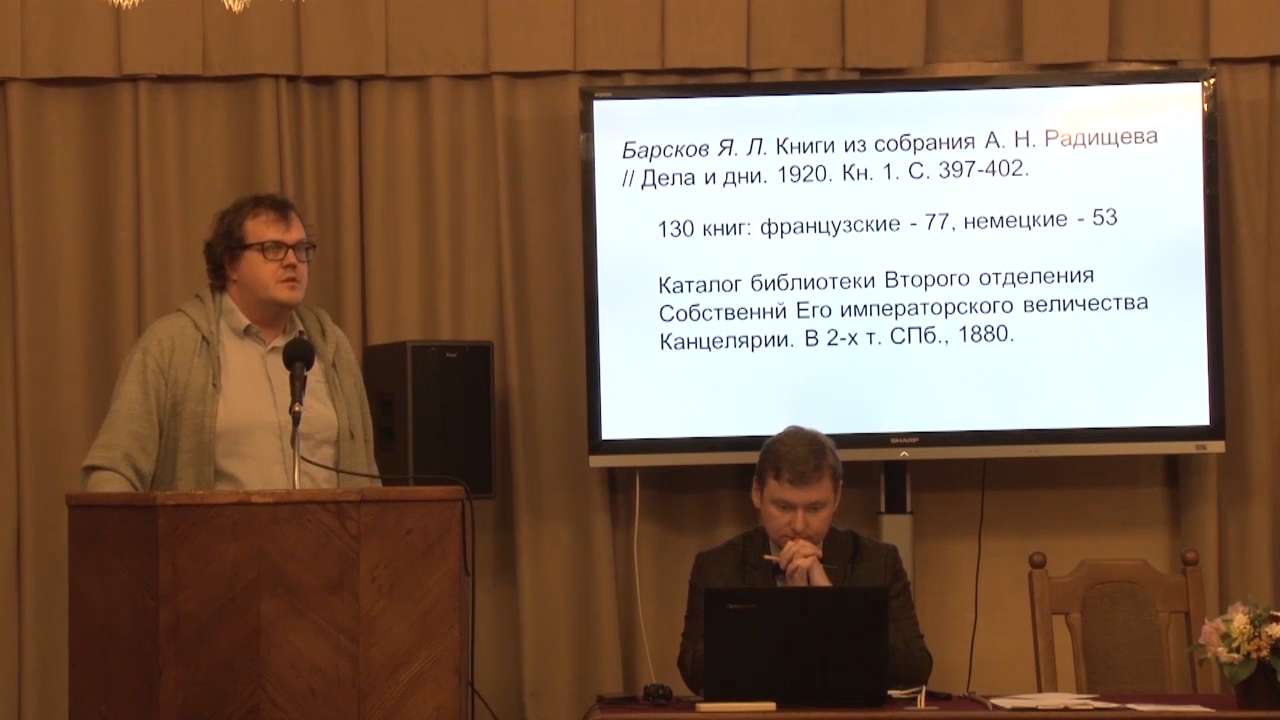 Барсков Я. Л. Книги из собрания А. Н. Радищева
// Дела и дни. 1920. Кн. 1. С. 397-402.
130 книг: французские - 77, немецкие - 53
Каталог библиотеки Второго отделения
Собственнй Его императорского величества
Канцелярии. В 2-х т. СПб., 1880.
SHARP